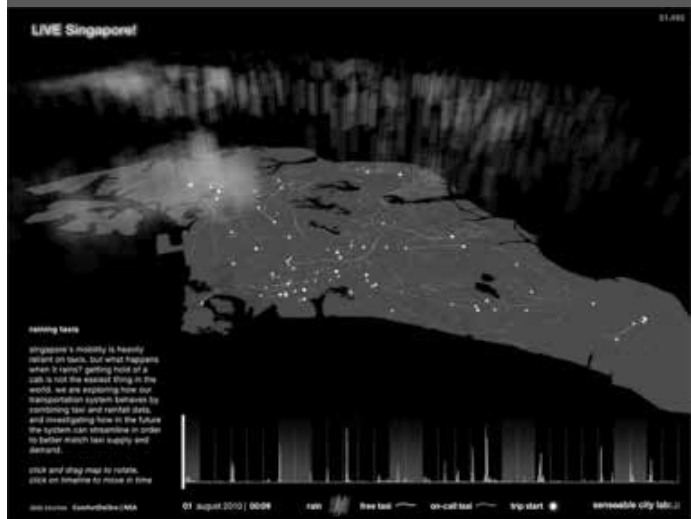 LIVE Singapore!
raining taxis
singapore's mobility is heavily
reliant on taxis. but what happens
when it rains? getting hold of a
cab is not the easiest thing in the
world. we are exploring how our
transportation system behaves by
combining taxi and rainfall data,
and investigating how in the future
the system can streamline in order
to better match taxi supply and
demand.
click and drag map to rotate,
click on timeline to move in time
01 august 2010 | 00:09 rain free taxi on-call taxi trip start senseable city lab